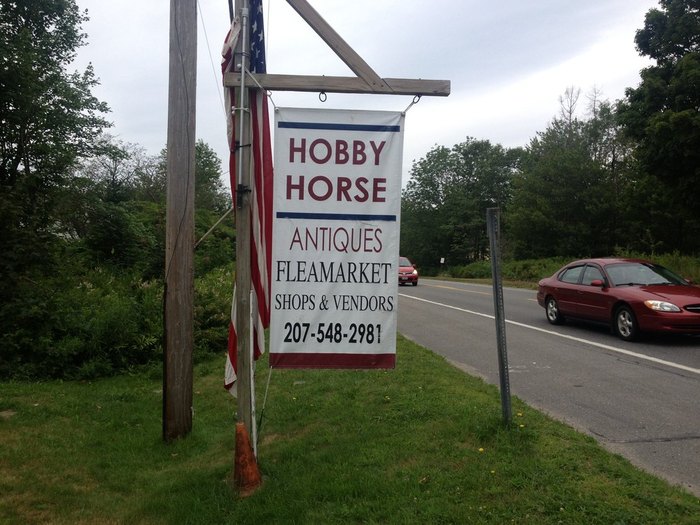 HOBBY
HORSE
ANTIQUES
FLEAMARKET
SHOPS & VENDORS
207-548-2981